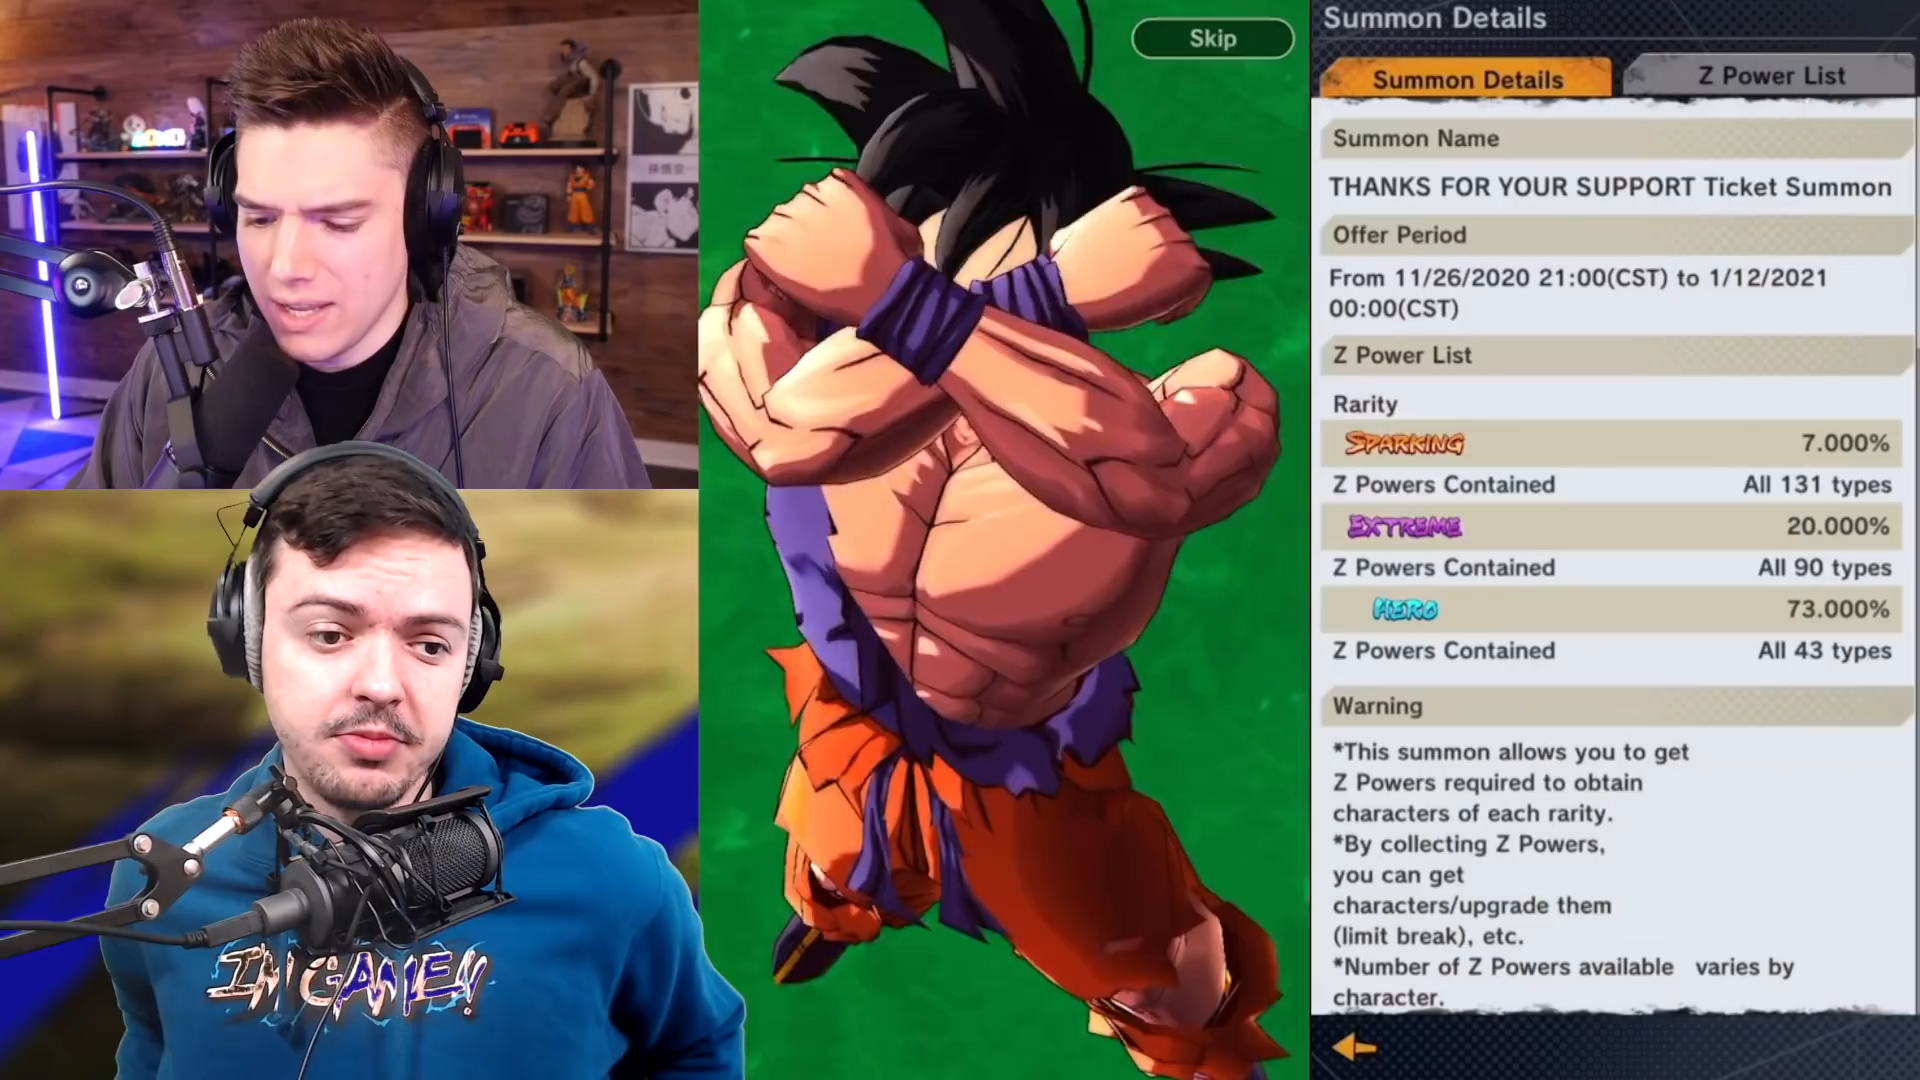 孫悟空
IM GAME!!
Skip
Summon Details
Summon Details
Z Power List
Summon Name
THANKS FOR YOUR SUPPORT Ticket Summon
Offer Period
From 11/26/2020 21:00(CST) to 1/12/2021
00:00(CST)
Z Power List
Rarity
SPARKING 7.000%
Z Powers Contained All 131 types
EXTREME 20.000%
Z Powers Contained All 90 types
HERO 73.000%
Z Powers Contained All 43 types
Warning
*This summon allows you to get
Z Powers required to obtain
characters of each rarity.
*By collecting Z Powers,
you can get
characters/upgrade them
(limit break), etc.
*Number of Z Powers available varies by
character.